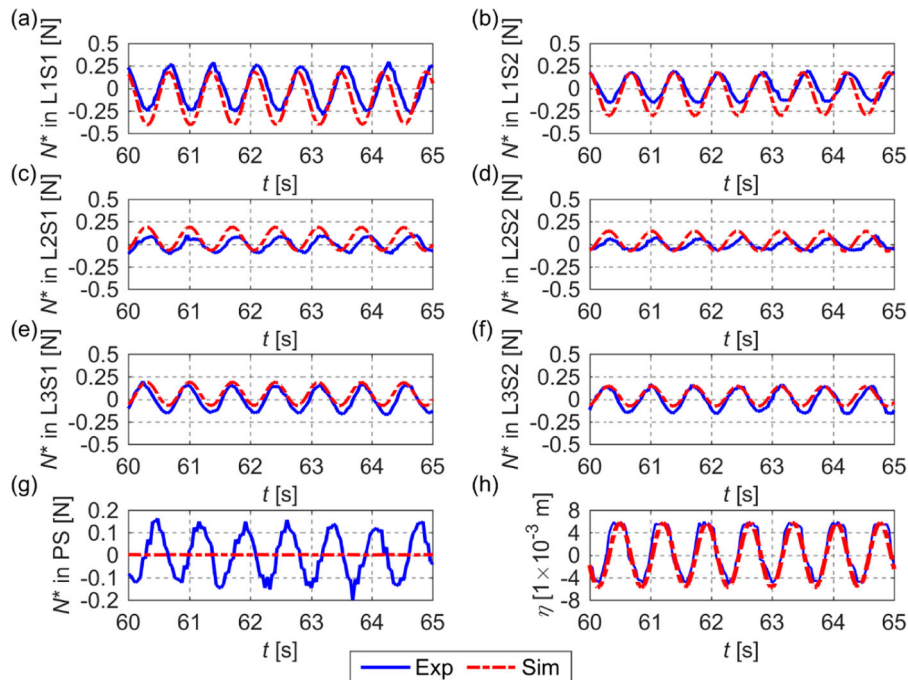 (a)
N* in L1S1 [N]
0.5
0.25
0
-0.25
-0.5
60 61 62 63 64 65
t [s]
(b)
N* in L1S2 [N]
0.5
0.25
0
-0.25
-0.5
60 61 62 63 64 65
t [s]
(c)
N* in L2S1 [N]
0.5
0.25
0
-0.25
-0.5
60 61 62 63 64 65
t [s]
(d)
N* in L2S2 [N]
0.5
0.25
0
-0.25
-0.5
60 61 62 63 64 65
t [s]
(e)
N* in L3S1 [N]
0.5
0.25
0
-0.25
-0.5
60 61 62 63 64 65
t [s]
(f)
N* in L3S2 [N]
0.5
0.25
0
-0.25
-0.5
60 61 62 63 64 65
t [s]
(g)
N* in PS [N]
0.2
0.1
0
-0.1
0.2
60 61 62 63 64 65
t [s]
(h)
η [1×10⁻³ m]
8
4
0
-4
-8
60 61 62 63 64 65
t [s]
Exp Sim